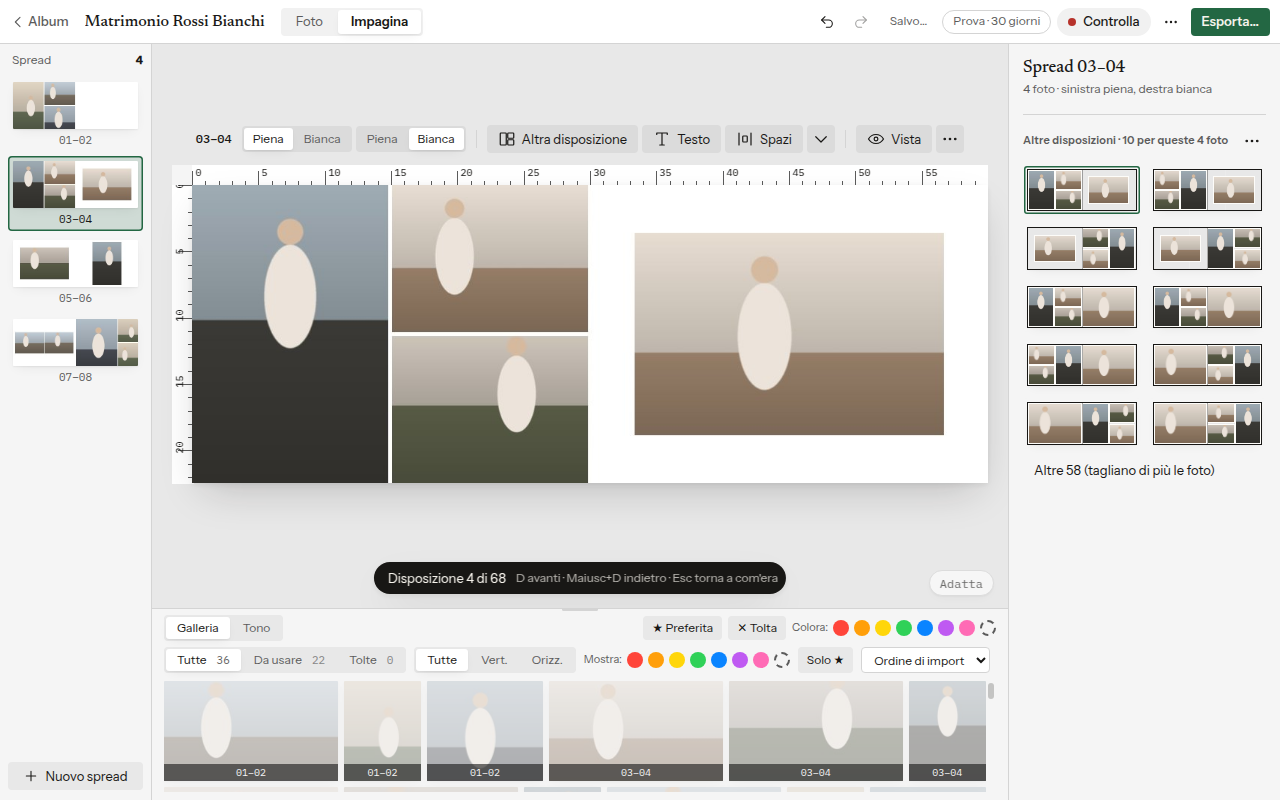 Album
Matrimonio Rossi Bianchi
Foto
Impagina
Salvo…
Prova · 30 giorni
Controlla
Esporta…
Spread
4
01–02
03–04
05–06
07–08
Nuovo spread
03–04
Piena
Bianca
Piena
Bianca
Altra disposizione
Testo
Spazi
Vista
0 5 10 15 20 25 30 35 40 45 50 55
0
5
10
15
20
Disposizione 4 di 68
D avanti · Maiusc+D indietro · Esc torna a com'era
Adatta
Spread 03–04
4 foto · sinistra piena, destra bianca
Altre disposizioni · 10 per queste 4 foto
Altre 58 (tagliano di più le foto)
Galleria
Tono
★ Preferita
✕ Tolta
Colora:
Tutte 36
Da usare 22
Tolte 0
Tutte
Vert.
Orizz.
Mostra:
Solo ★
Ordine di import
01–02
01–02
01–02
03–04
03–04
03–04